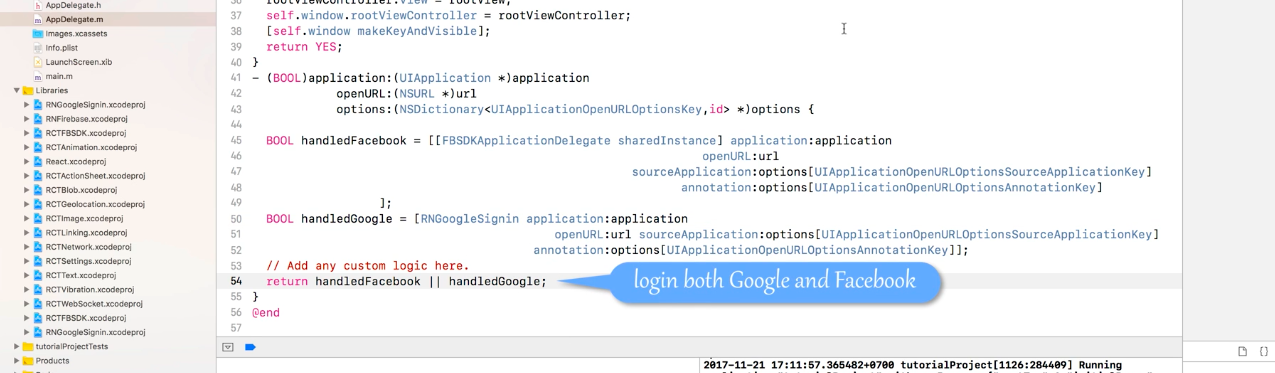 AppDelegate.h
AppDelegate.m
Images.xcassets
Info.plist
LaunchScreen.xib
main.m
Libraries
RNGoogleSignin.xcodeproj
RNFirebase.xcodeproj
RCTFBSDK.xcodeproj
RCTAnimation.xcodeproj
React.xcodeproj
RCTActionSheet.xcodeproj
RCTBlob.xcodeproj
RCTGeolocation.xcodeproj
RCTImage.xcodeproj
RCTLinking.xcodeproj
RCTNetwork.xcodeproj
RCTSettings.xcodeproj
RCTText.xcodeproj
RCTVibration.xcodeproj
RCTWebSocket.xcodeproj
RCTFBSDK.xcodeproj
RNGoogleSignin.xcodeproj
tutorialProjectTests
Products
36 rootViewController.view = rootView;
37 self.window.rootViewController = rootViewController;
38 [self.window makeKeyAndVisible];
39 return YES;
40 }
41 - (BOOL)application:(UIApplication *)application
42 openURL:(NSURL *)url
43 options:(NSDictionary<UIApplicationOpenURLOptionsKey,id> *)options {
44
45 BOOL handledFacebook = [[FBSDKApplicationDelegate sharedInstance] application:application
46 openURL:url
47 sourceApplication:options[UIApplicationOpenURLOptionsSourceApplicationKey]
48 annotation:options[UIApplicationOpenURLOptionsAnnotationKey]
49 ];
50 BOOL handledGoogle = [RNGoogleSignin application:application
51 openURL:url sourceApplication:options[UIApplicationOpenURLOptionsSourceApplicationKey]
52 annotation:options[UIApplicationOpenURLOptionsAnnotationKey]];
53 // Add any custom logic here.
54 return handledFacebook || handledGoogle;
login both Google and Facebook
55 }
56 @end
57
2017-11-21 17:11:57.365482+0700 tutorialProject[1126:284409] Running